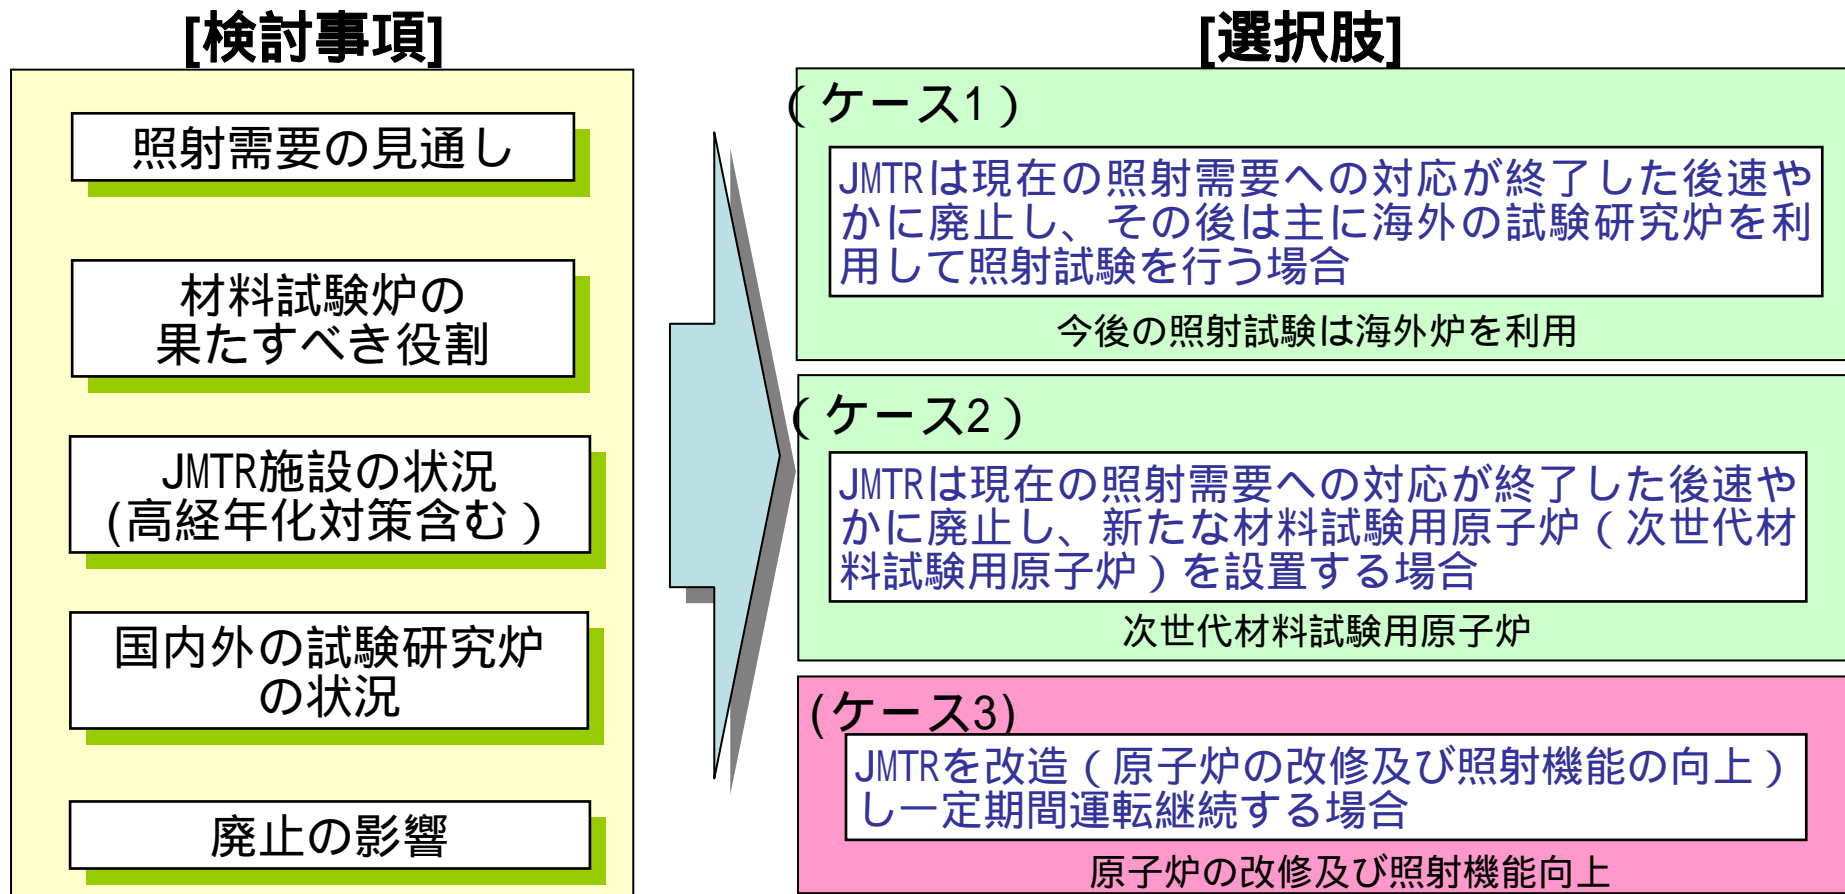 [検討事項]
照射需要の見通し
材料試験炉の
果たすべき役割
JMTR施設の状況
(高経年化対策含む）
国内外の試験研究炉
の状況
廃止の影響
[選択肢]
（ケース1）
JMTRは現在の照射需要への対応が終了した後速や
かに廃止し、その後は主に海外の試験研究炉を利
用して照射試験を行う場合
今後の照射試験は海外炉を利用
（ケース2）
JMTRは現在の照射需要への対応が終了した後速や
かに廃止し、新たな材料試験用原子炉（次世代材
料試験用原子炉）を設置する場合
次世代材料試験用原子炉
(ケース3)
JMTRを改造（原子炉の改修及び照射機能の向上）
し一定期間運転継続する場合
原子炉の改修及び照射機能向上